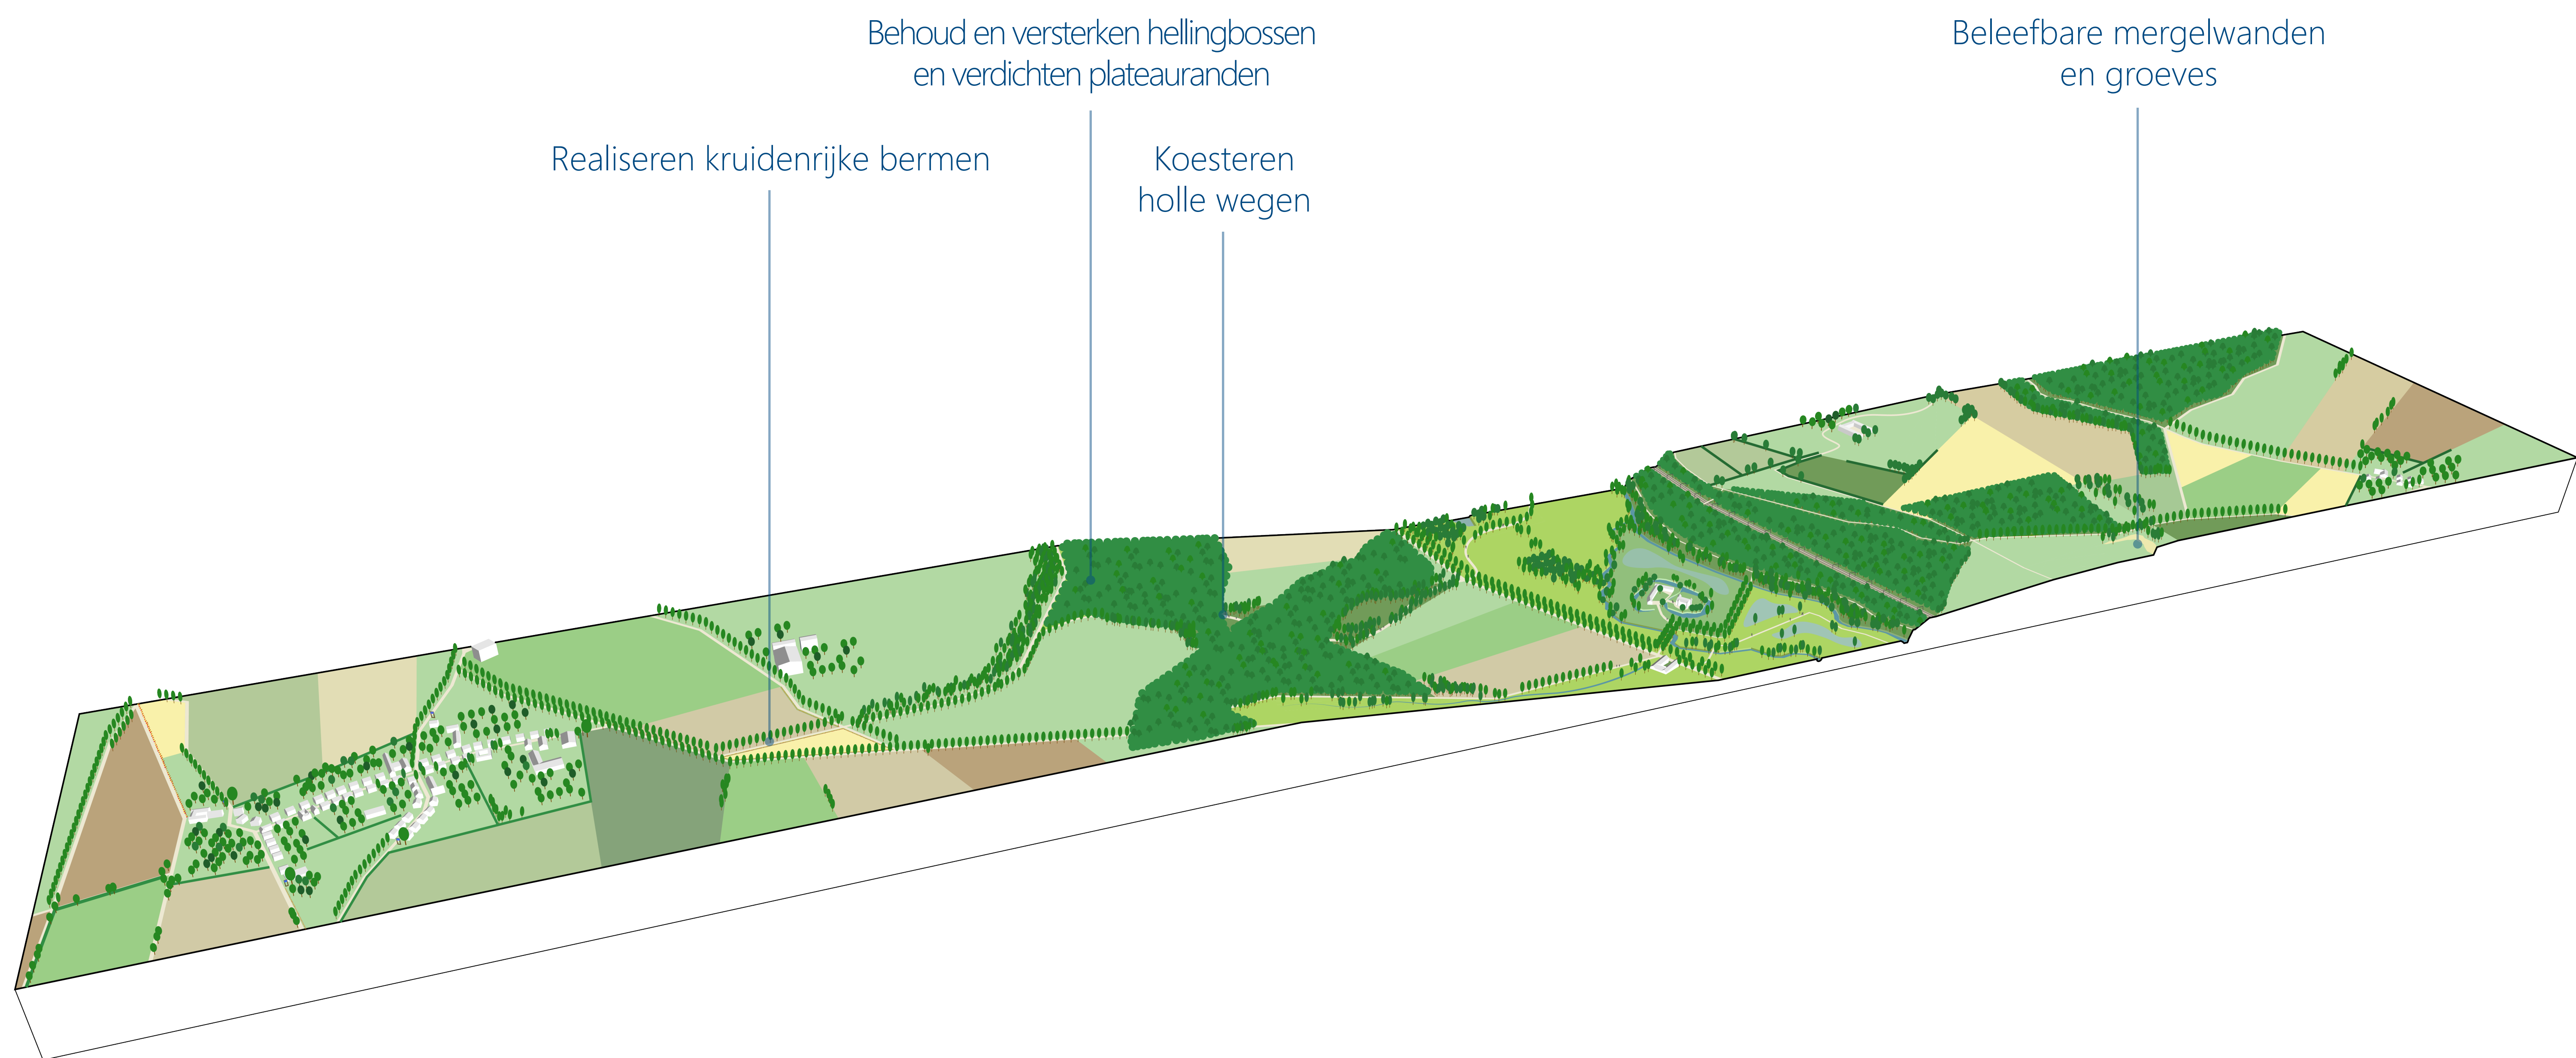 Behoud en versterken hellingbossen
en verdichten plateauranden
Beleefbare mergelwanden
en groeves
Realiseren kruidenrijke bermen
Koesteren
holle wegen